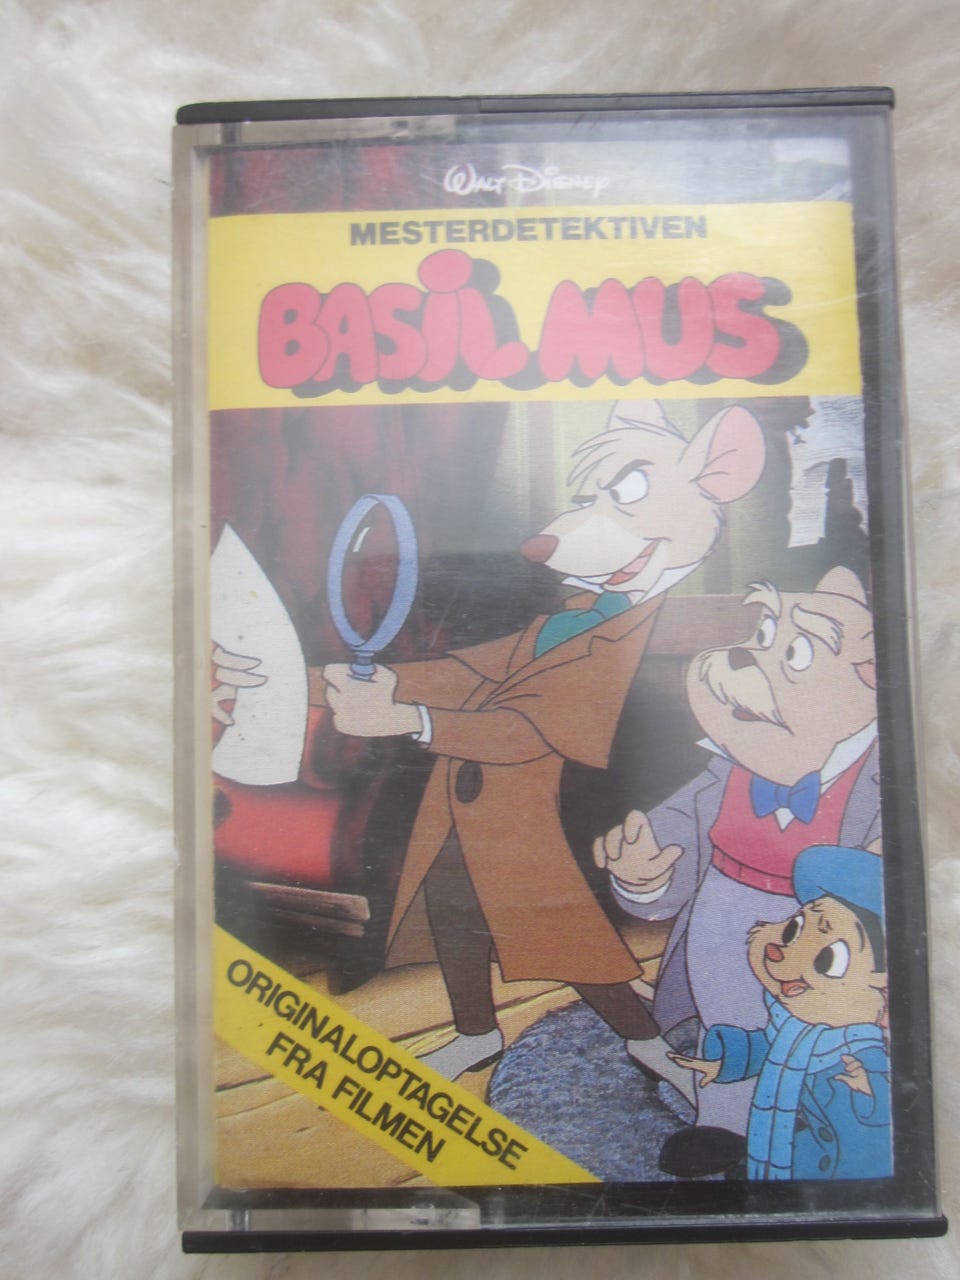 WALT DISNEY
MESTERDETEKTIVEN
BASIL MUS
ORIGINALOPTAGELSE
FRA FILMEN